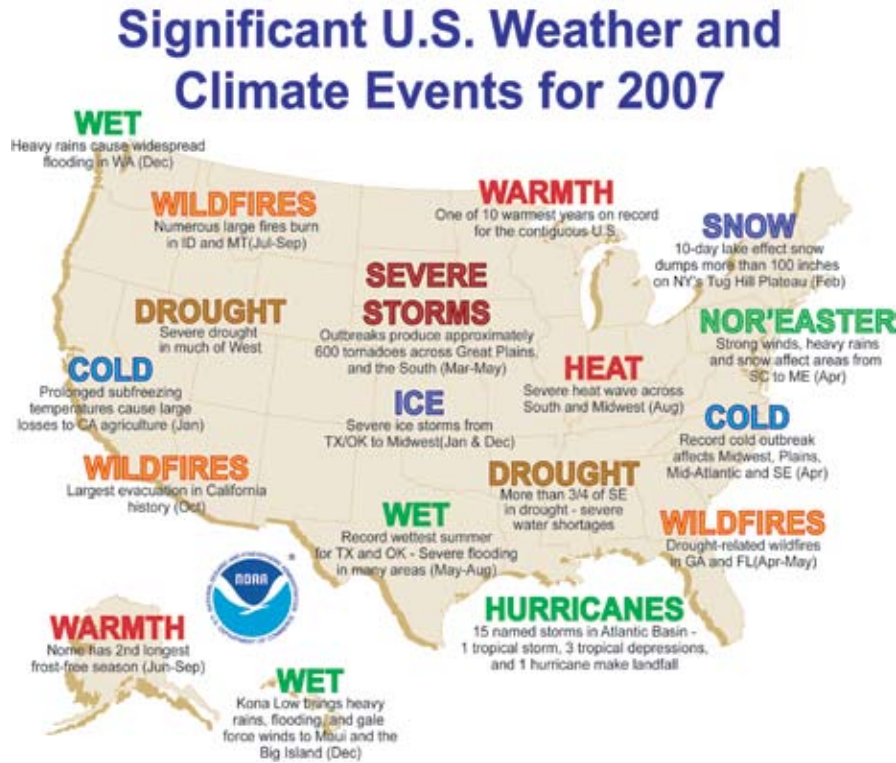 Significant U.S. Weather and
Climate Events for 2007
WET
Heavy rains cause widespread
flooding in WA (Dec)
WILDFIRES
Numerous large fires burn
in ID and MT(Jul-Sep)
WARMTH
One of 10 warmest years on record
for the contiguous U.S.
SNOW
10-day lake effect snow
dumps more than 100 inches
on NY's Tug Hill Plateau (Feb)
SEVERE
STORMS
Outbreaks produce approximately
600 tornadoes across Great Plains,
and the South (Mar-May)
DROUGHT
Severe drought
in much of West
NOR'EASTER
Strong winds, heavy rains
and snow affect areas from
SC to ME (Apr)
COLD
Prolonged subfreezing
temperatures cause large
losses to CA agriculture (Jan)
HEAT
Severe heat wave across
South and Midwest (Aug)
ICE
Severe ice storms from
TX/OK to Midwest(Jan & Dec)
COLD
Record cold outbreak
affects Midwest, Plains,
Mid-Atlantic and SE (Apr)
WILDFIRES
Largest evacuation in California
history (Oct)
DROUGHT
More than 3/4 of SE
in drought - severe
water shortages
WET
Record wettest summer
for TX and OK - Severe flooding
in many areas (May-Aug)
WILDFIRES
Drought-related wildfires
in GA and FL(Apr-May)
NOAA
HURRICANES
15 named storms in Atlantic Basin -
1 tropical storm, 3 tropical depressions,
and 1 hurricane make landfall
WARMTH
Nome has 2nd longest
frost-free season (Jun-Sep)
WET
Kona Low brings heavy
rains, flooding, and gale
force winds to Maui and the
Big Island (Dec)